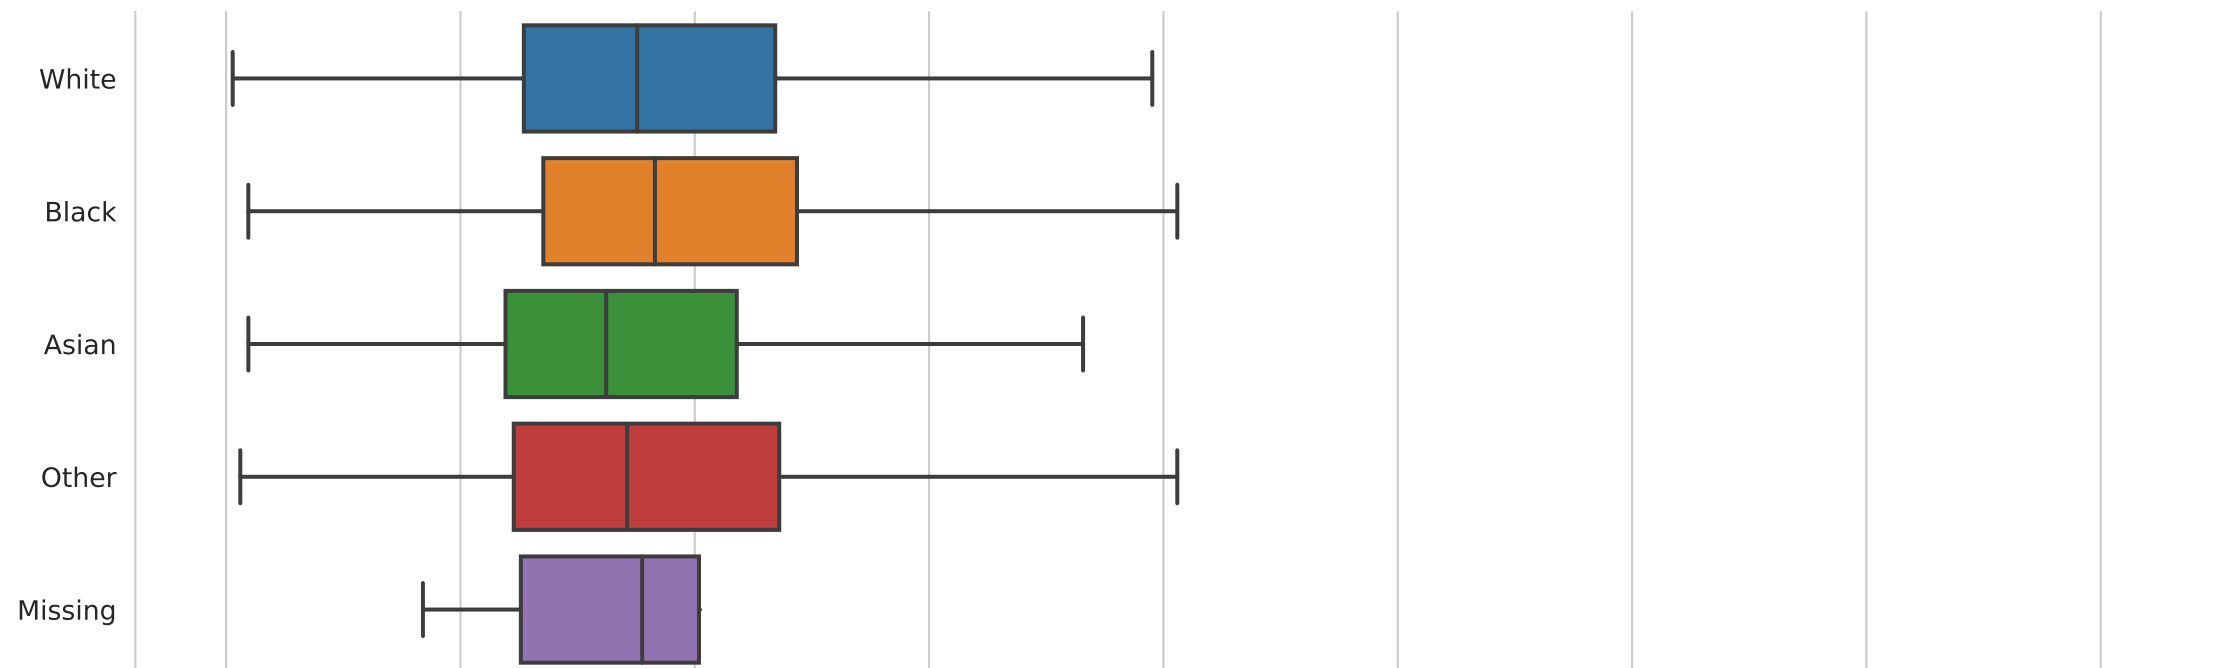 White
Black
Asian
Other
Missing